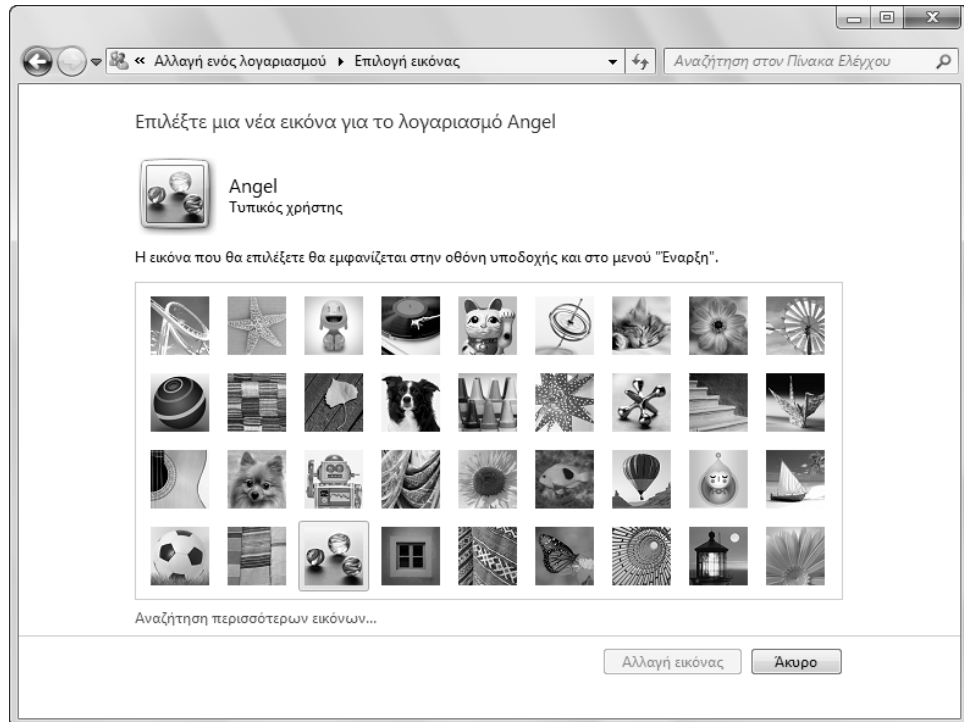 « Αλλαγή ενός λογαριασμού Επιλογή εικόνας
Αναζήτηση στον Πίνακα Ελέγχου
Επιλέξτε μια νέα εικόνα για το λογαριασμό Angel
Angel
Τυπικός χρήστης
Η εικόνα που θα επιλέξετε θα εμφανίζεται στην οθόνη υποδοχής και στο μενού "Έναρξη".
Αναζήτηση περισσότερων εικόνων...
Αλλαγή εικόνας
Άκυρο